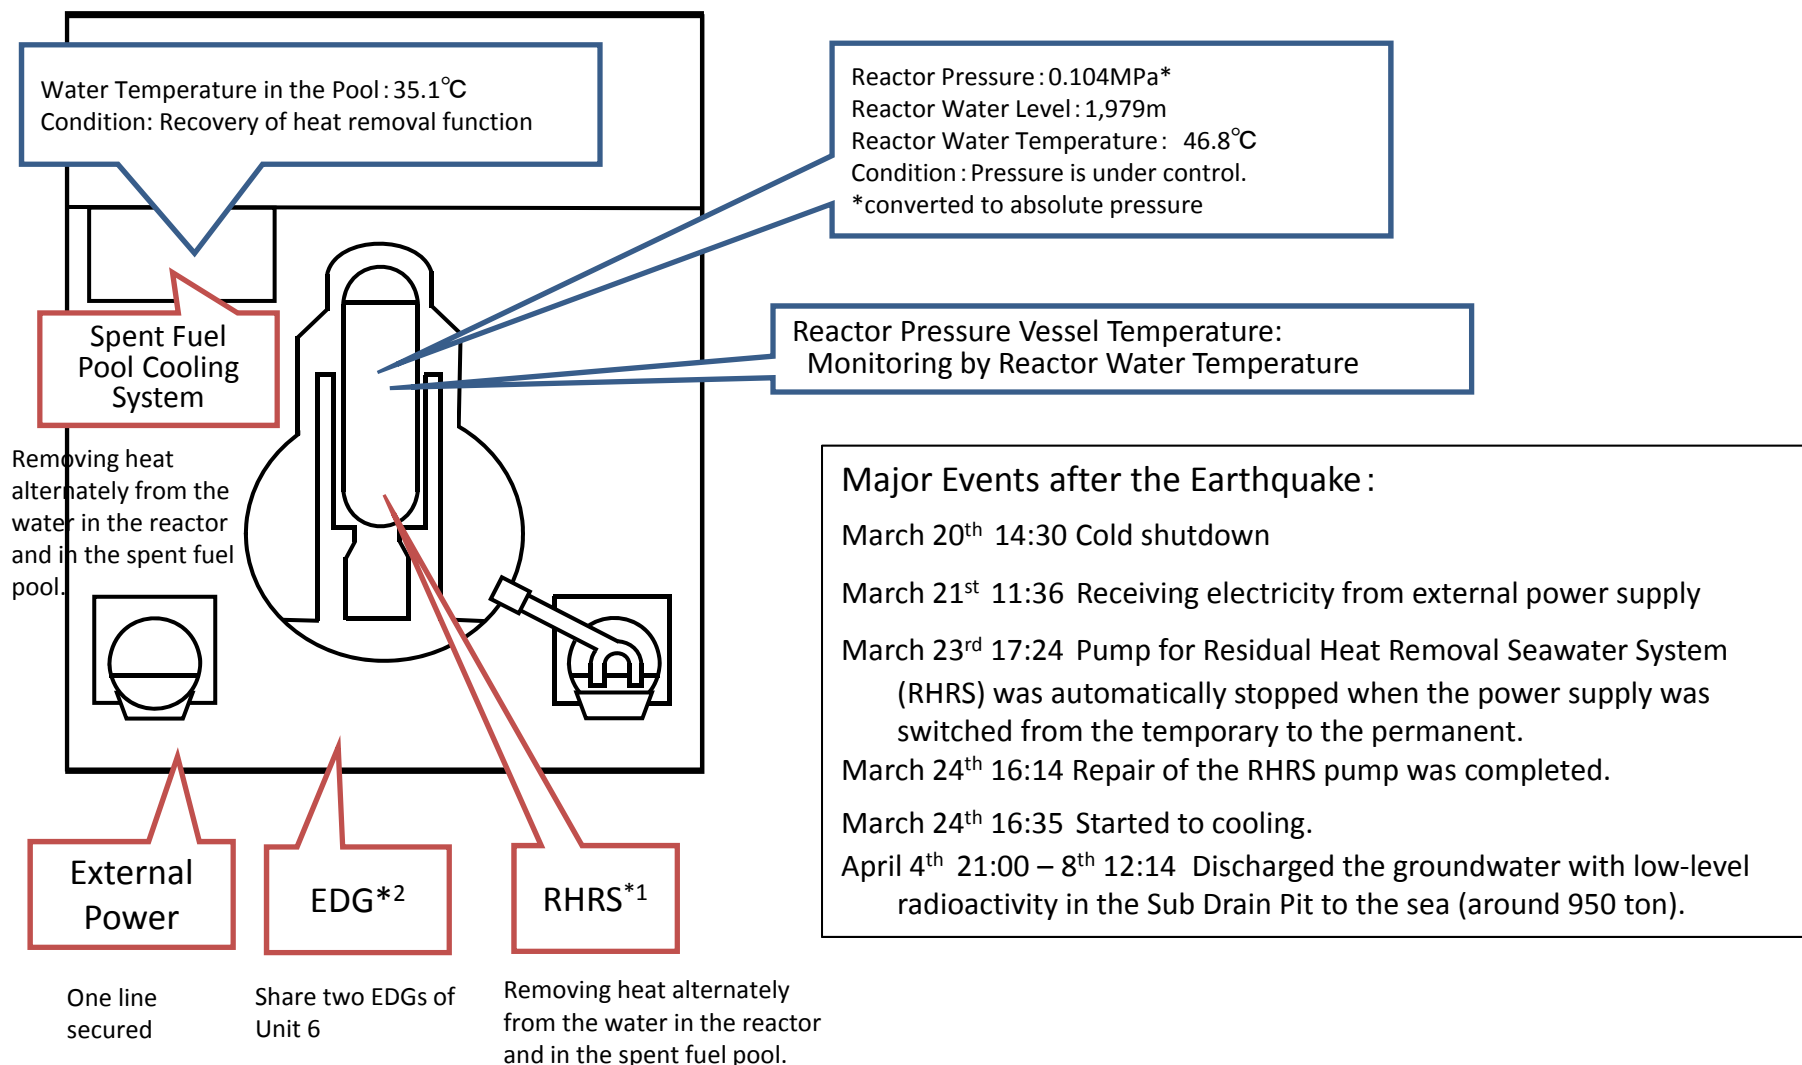 Water Temperature in the Pool：35.1℃
Condition: Recovery of heat removal function
Reactor Pressure：0.104MPa*
Reactor Water Level：1,979m
Reactor Water Temperature： 46.8℃
Condition：Pressure is under control.
*converted to absolute pressure
Reactor Pressure Vessel Temperature:
Monitoring by Reactor Water Temperature
Spent Fuel
Pool Cooling
System
Removing heat
alternately from the
water in the reactor
and in the spent fuel
pool.
Major Events after the Earthquake：
March 20th 14:30 Cold shutdown
March 21st 11:36 Receiving electricity from external power supply
March 23rd 17:24 Pump for Residual Heat Removal Seawater System
(RHRS) was automatically stopped when the power supply was
switched from the temporary to the permanent.
March 24th 16:14 Repair of the RHRS pump was completed.
March 24th 16:35 Started to cooling.
April 4th 21:00 – 8th 12:14 Discharged the groundwater with low-level
radioactivity in the Sub Drain Pit to the sea (around 950 ton).
External
Power
EDG*2
RHRS*1
One line
secured
Share two EDGs of
Unit 6
Removing heat alternately
from the water in the reactor
and in the spent fuel pool.